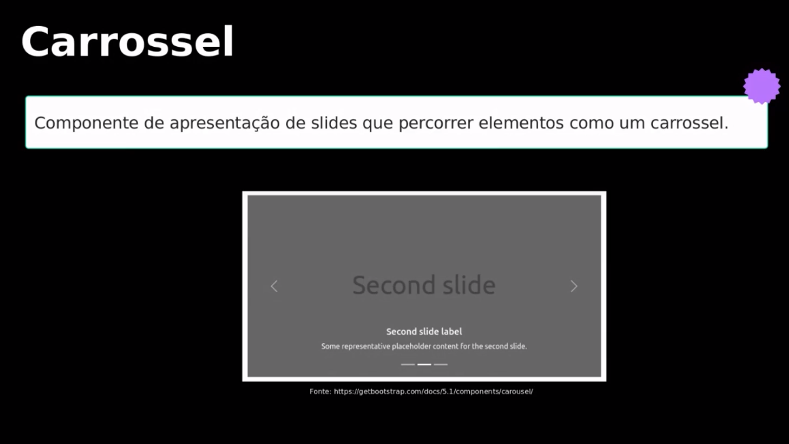 Carrossel
Componente de apresentação de slides que percorrer elementos como um carrossel.
Second slide
Second slide label
Some representative placeholder content for the second slide.
Fonte: https://getbootstrap.com/docs/5.1/components/carousel/